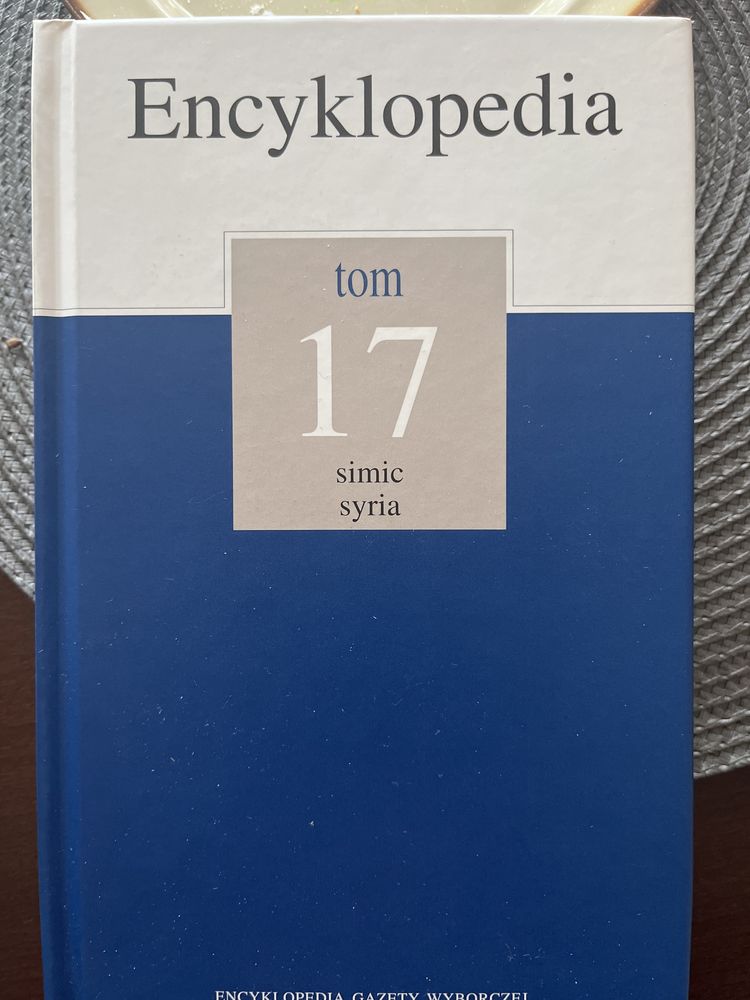 Encyklopedia
tom
17
simic
syria
ENCYKLOPEDIA GAZETY WYBORCZEJ